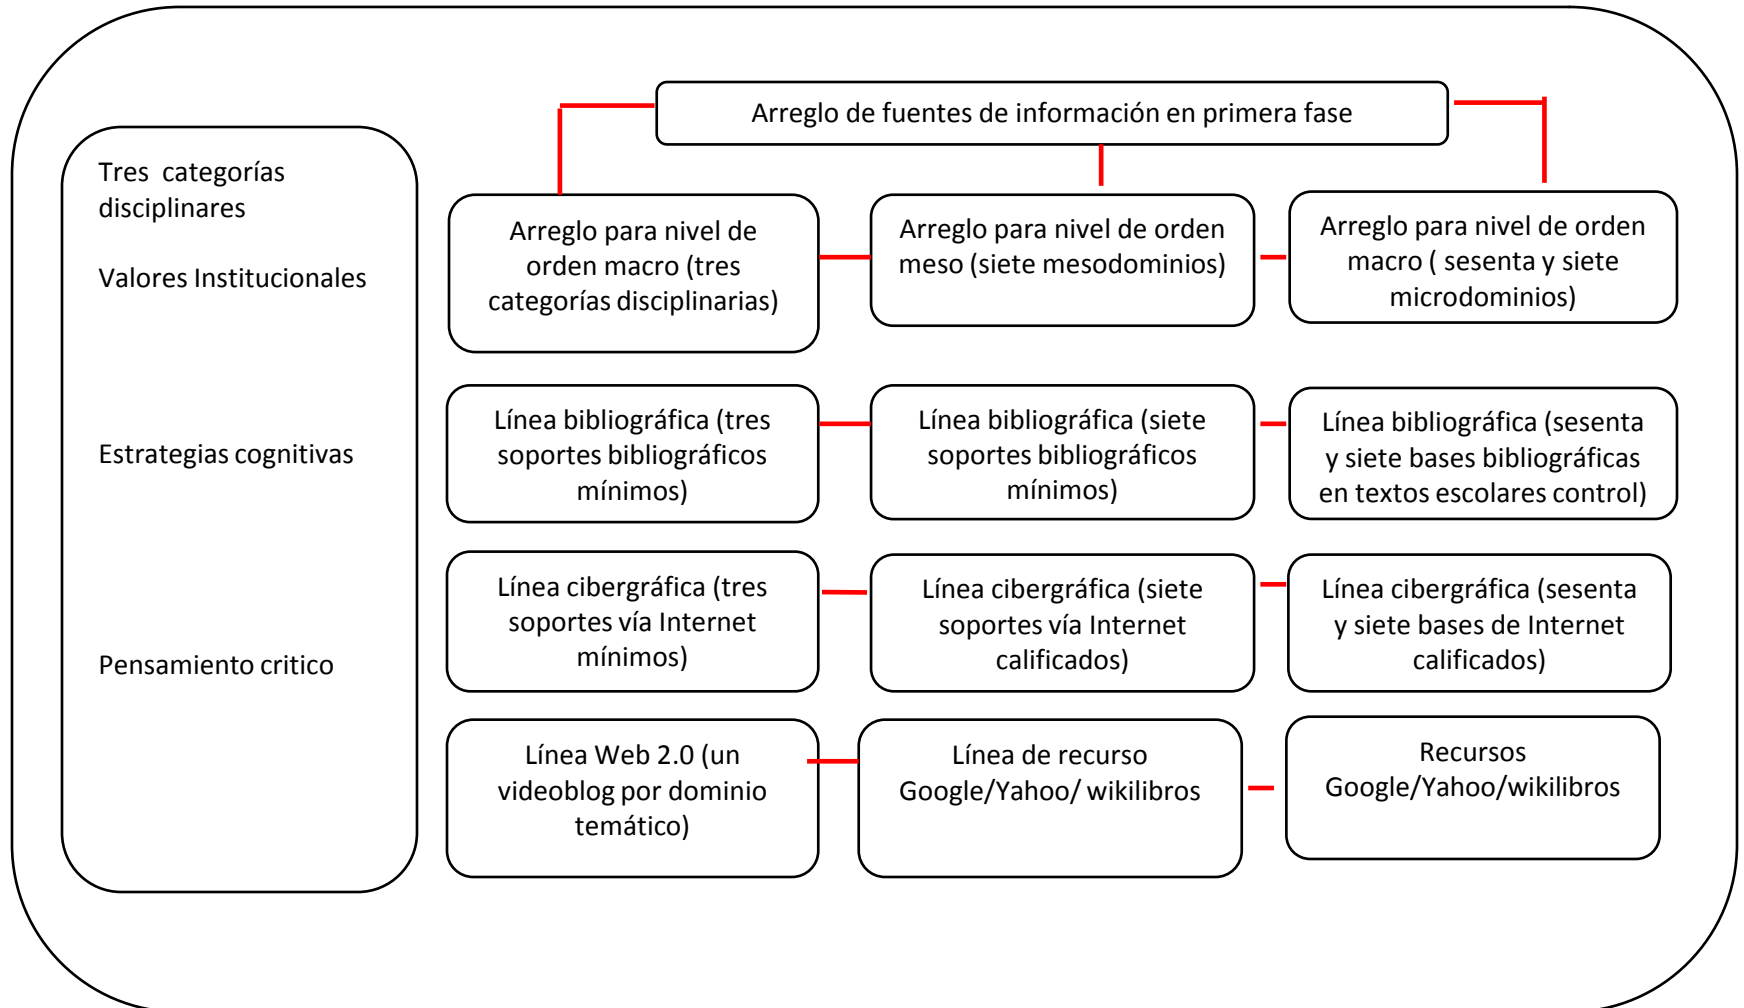 Arreglo de fuentes de información en primera fase
Tres categorías
disciplinares
Valores Institucionales
Estrategias cognitivas
Pensamiento critico
Arreglo para nivel de
orden macro (tres
categorías disciplinarias)
Arreglo para nivel de orden
meso (siete mesodominios)
Arreglo para nivel de orden
macro ( sesenta y siete
microdominios)
Línea bibliográfica (tres
soportes bibliográficos
mínimos)
Línea bibliográfica (siete
soportes bibliográficos
mínimos)
Línea bibliográfica (sesenta
y siete bases bibliográficas
en textos escolares control)
Línea cibergráfica (tres
soportes vía Internet
mínimos)
Línea cibergráfica (siete
soportes vía Internet
calificados)
Línea cibergráfica (sesenta
y siete bases de Internet
calificados)
Línea Web 2.0 (un
videoblog por dominio
temático)
Línea de recurso
Google/Yahoo/ wikilibros
Recursos
Google/Yahoo/wikilibros